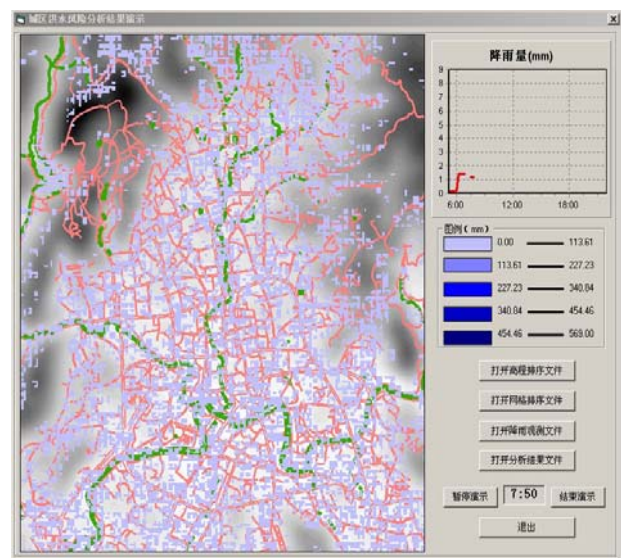 城区洪水风险分析结果演示
降雨量(mm)
9
8
7
6
5
4
3
2
1
0
6:00 12:00 18:00
图例( mm)
0.00 —— 113.61
113.61 —— 227.23
227.23 —— 340.84
340.84 —— 454.46
454.46 —— 569.00
打开高程排序文件
打开网格排序文件
打开降雨观测文件
打开分析结果文件
暂停演示 7:50 结束演示
退出